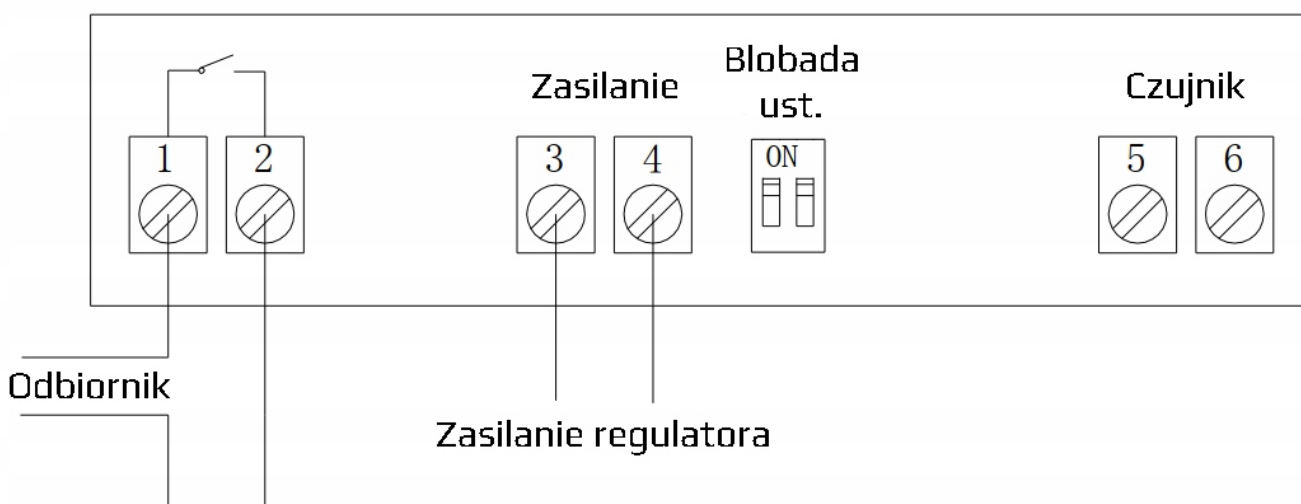 Zasilanie
Blobada
ust.
Czujnik
1
2
3
4
ON
5
6
Odbiornik
Zasilanie regulatora